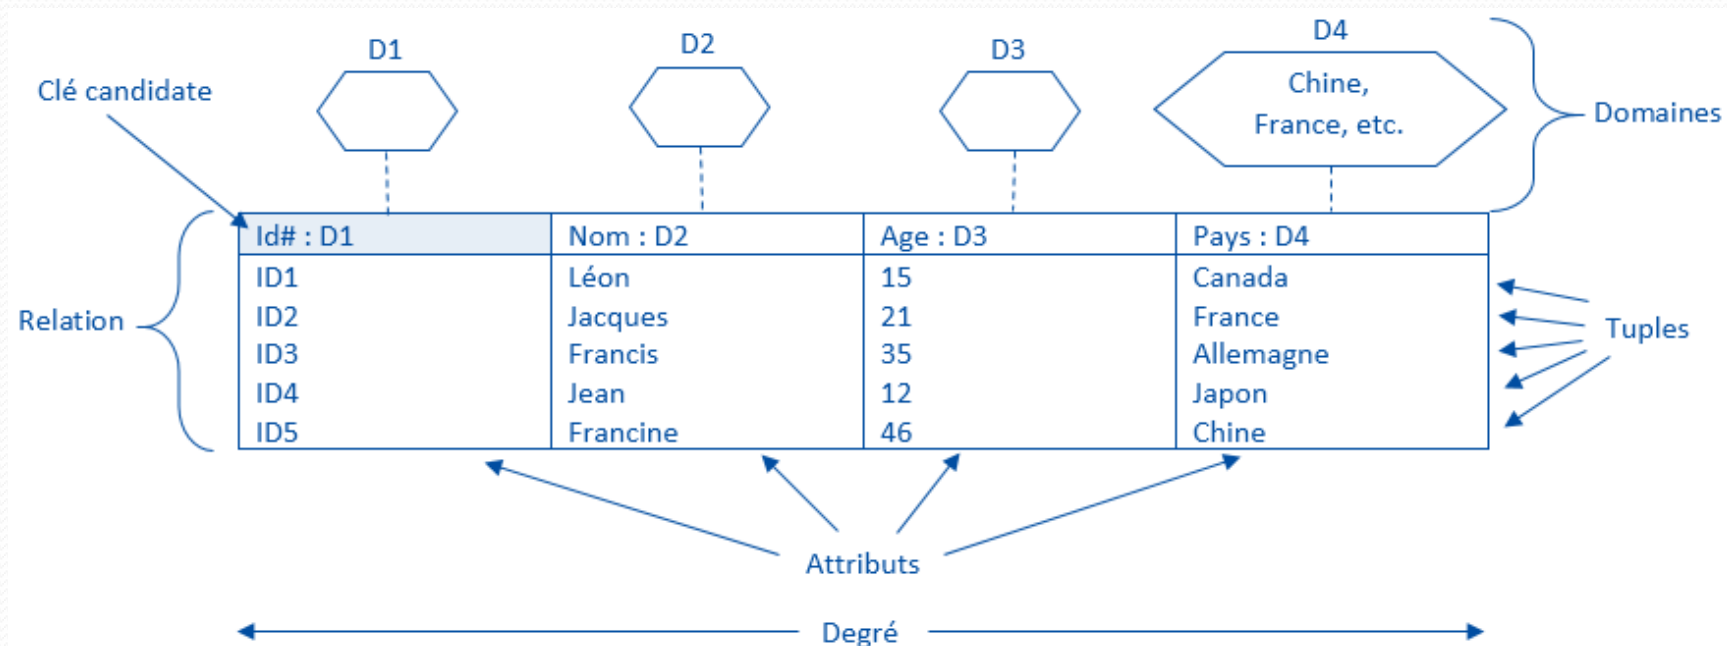 D1
D2
D3
D4
Clé candidate
Chine,
France, etc.
Domaines
Id# : D1
Nom : D2
Age : D3
Pays : D4
ID1
Léon
15
Canada
ID2
Jacques
21
France
ID3
Francis
35
Allemagne
ID4
Jean
12
Japon
ID5
Francine
46
Chine
Relation
Tuples
Attributs
Degré